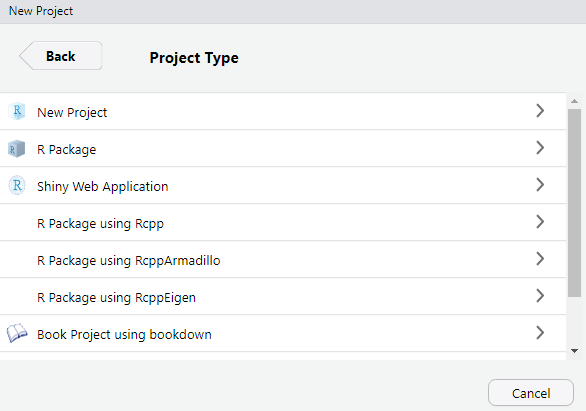 New Project
Back
Project Type
New Project
R Package
Shiny Web Application
R Package using Rcpp
R Package using RcppArmadillo
R Package using RcppEigen
Book Project using bookdown
Cancel